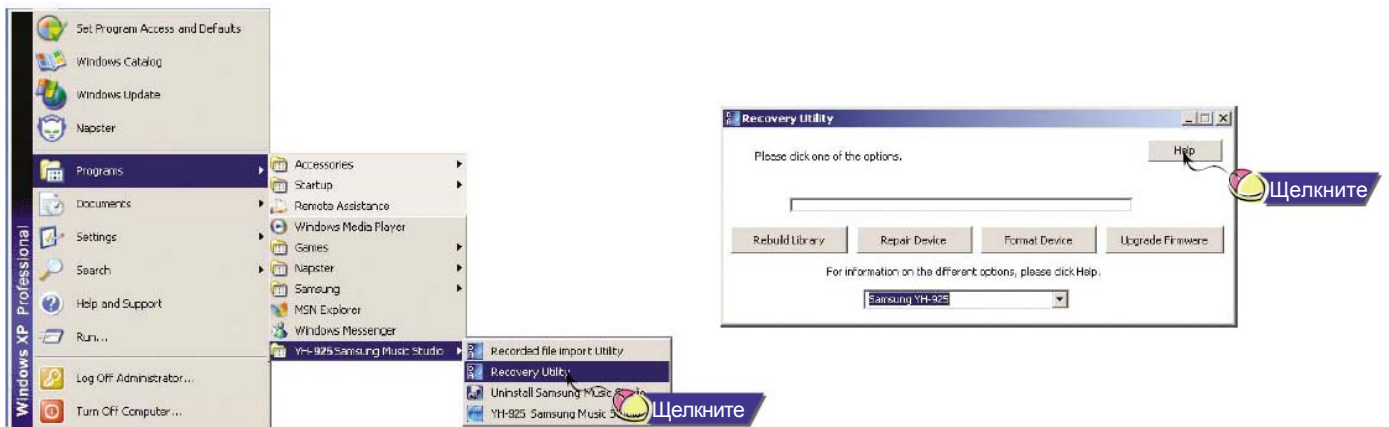 Set Program Access and Defaults
Windows Catalog
Windows Update
Napster
Programs
Documents
Settings
Search
Help and Support
Run...
Log Off Administrator...
Turn Off Computer...
Windows XP Professional
Accessories
Startup
Remote Assistance
Windows Media Player
Games
Napster
Samsung
MSN Explorer
Windows Messenger
YH-925 Samsung Music Studio
Recorded file import Utility
Recovery Utility
Uninstall Samsung Music
YH-925 Samsung Music
Щелкните
Recovery Utility
Please click one of the options.
Help
Щелкните
Rebuild Library
Repair Device
Format Device
Upgrade Firmware
For information on the different options, please click Help.
Samsung YH-925